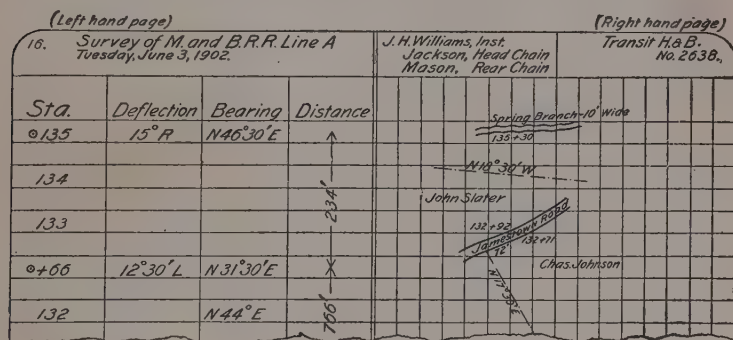 (Left hand page)
(Right hand page)
16. Survey of M. and B.R.R. Line A
Tuesday, June 3, 1902.
J.H. Williams, Inst.
Jackson, Head Chain
Mason, Rear Chain
Transit H.&B.
No. 2638.,
Sta. Deflection Bearing Distance
⊙135 15°R N46°30'E
134
133
⊙+66 12°30'L N31°30'E
132 N44°E
234'
766'
Spring Branch-10' wide
135+30
N18°30'W
John Slater
132+92
Jamestown Road
72°
132+71
Chas. Johnson